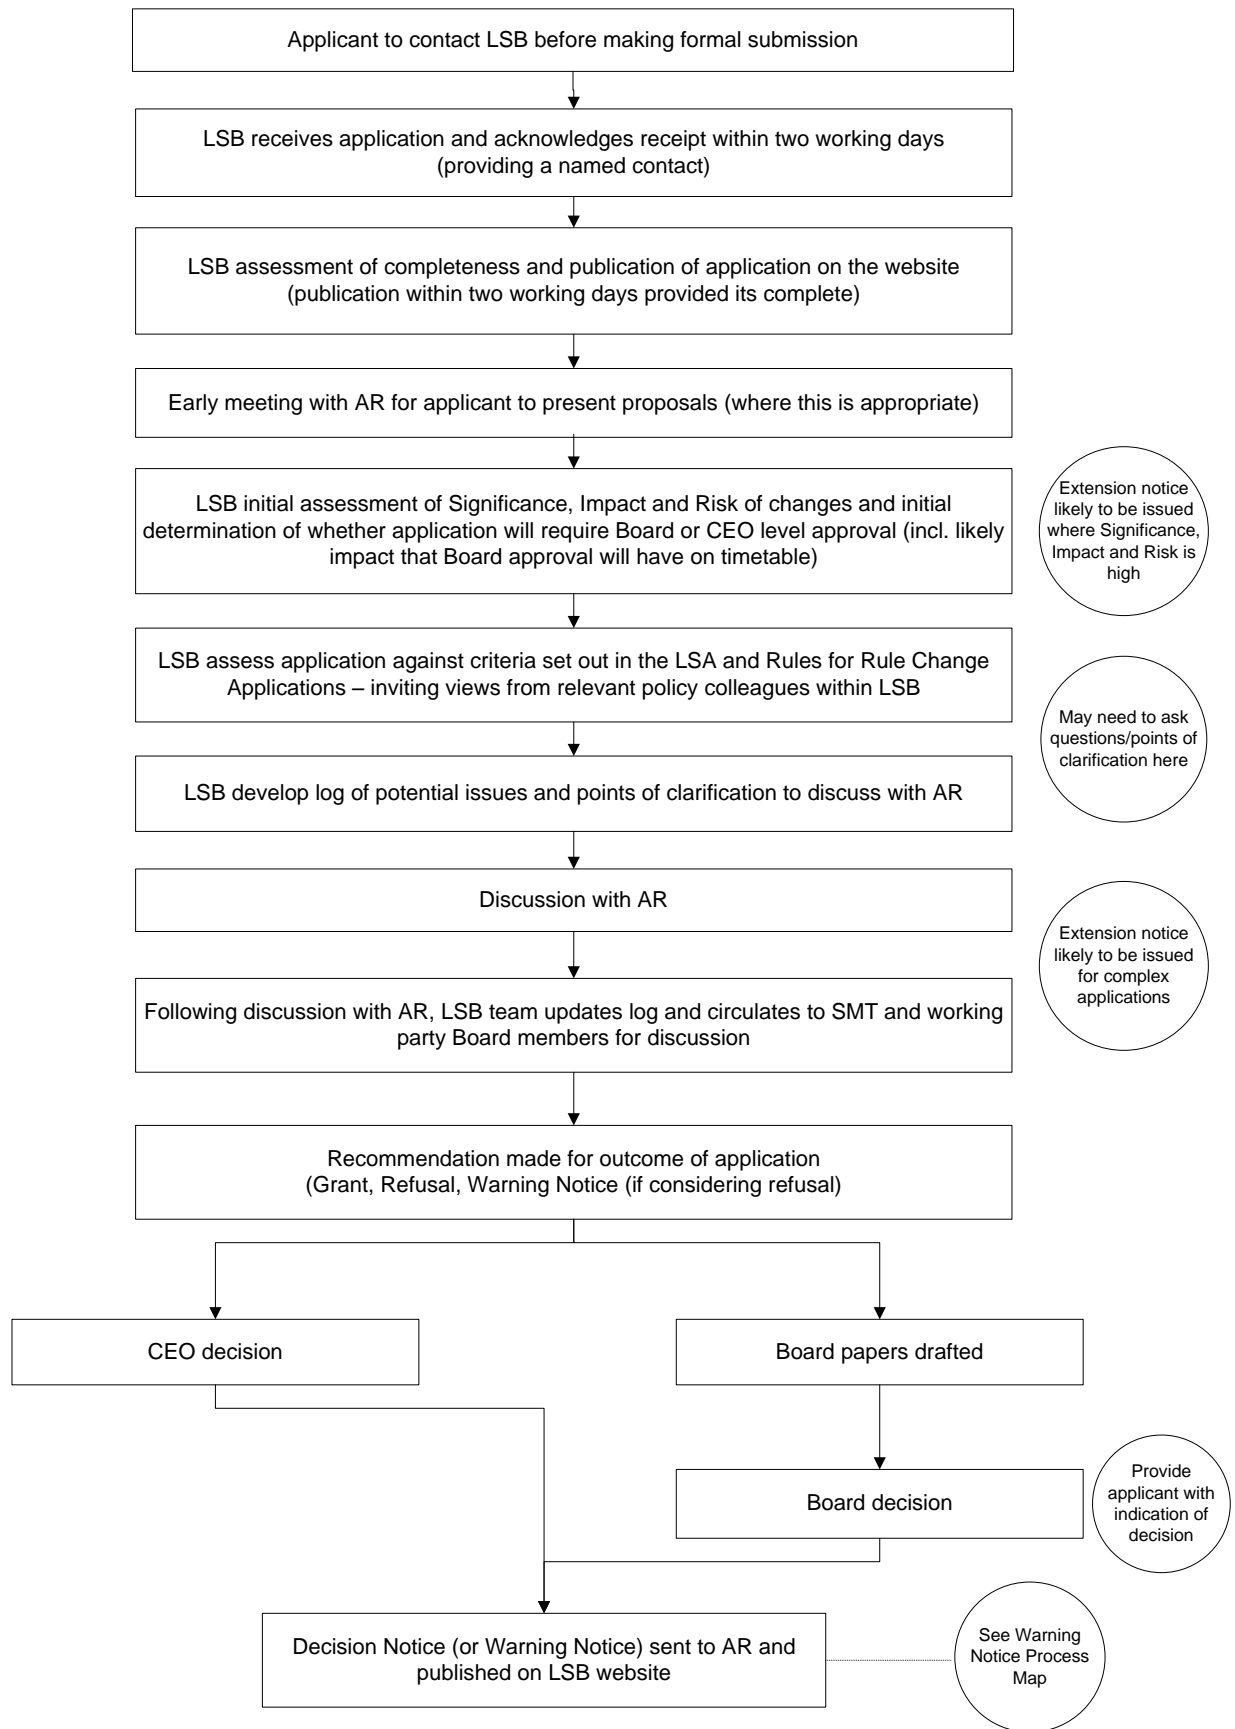 Applicant to contact LSB before making formal submission
LSB receives application and acknowledges receipt within two working days
(providing a named contact)
LSB assessment of completeness and publication of application on the website
(publication within two working days provided its complete)
Early meeting with AR for applicant to present proposals (where this is appropriate)
LSB initial assessment of Significance, Impact and Risk of changes and initial
determination of whether application will require Board or CEO level approval (incl. likely
impact that Board approval will have on timetable)
Extension notice
likely to be issued
where Significance,
Impact and Risk is
high
LSB assess application against criteria set out in the LSA and Rules for Rule Change
Applications – inviting views from relevant policy colleagues within LSB
May need to ask
questions/points of
clarification here
LSB develop log of potential issues and points of clarification to discuss with AR
Discussion with AR
Extension notice
likely to be issued
for complex
applications
Following discussion with AR, LSB team updates log and circulates to SMT and working
party Board members for discussion
Recommendation made for outcome of application
(Grant, Refusal, Warning Notice (if considering refusal)
CEO decision
Board papers drafted
Board decision
Provide
applicant with
indication of
decision
Decision Notice (or Warning Notice) sent to AR and
published on LSB website
See Warning
Notice Process
Map